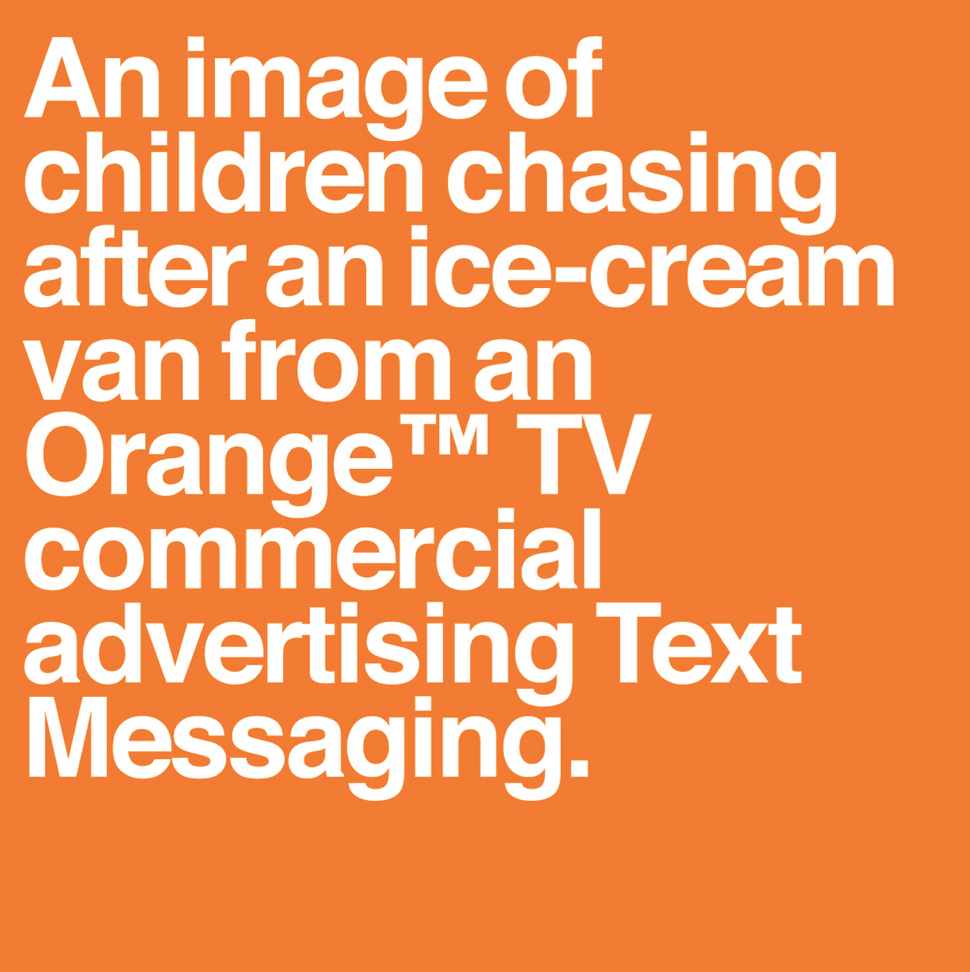 An image of
children chasing
after an ice-cream
van from an
Orange™ TV
commercial
advertising Text
Messaging.